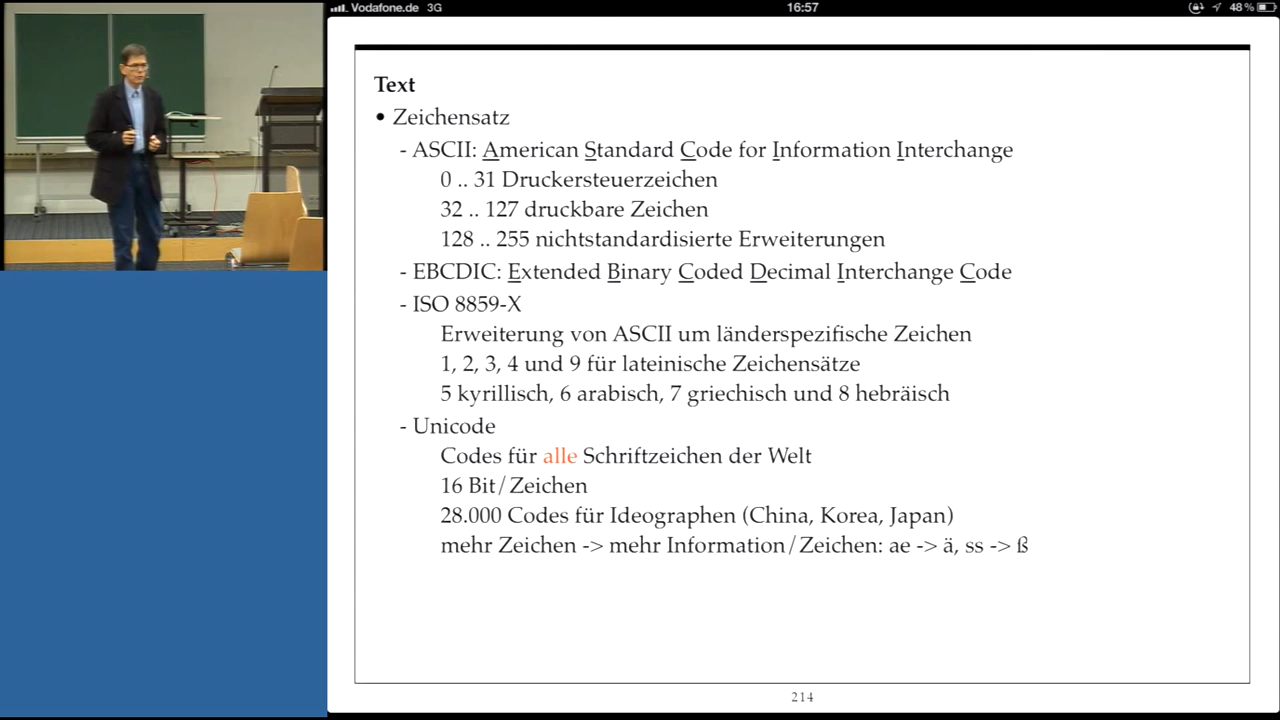 Vodafone.de 3G 16:57 48 %
Text
• Zeichensatz
- ASCII: American Standard Code for Information Interchange
0 .. 31 Druckersteuerzeichen
32 .. 127 druckbare Zeichen
128 .. 255 nichtstandardisierte Erweiterungen
- EBCDIC: Extended Binary Coded Decimal Interchange Code
- ISO 8859-X
Erweiterung von ASCII um länderspezifische Zeichen
1, 2, 3, 4 und 9 für lateinische Zeichensätze
5 kyrillisch, 6 arabisch, 7 griechisch und 8 hebräisch
- Unicode
Codes für alle Schriftzeichen der Welt
16 Bit/Zeichen
28.000 Codes für Ideographen (China, Korea, Japan)
mehr Zeichen -> mehr Information/Zeichen: ae -> ä, ss -> ß
214